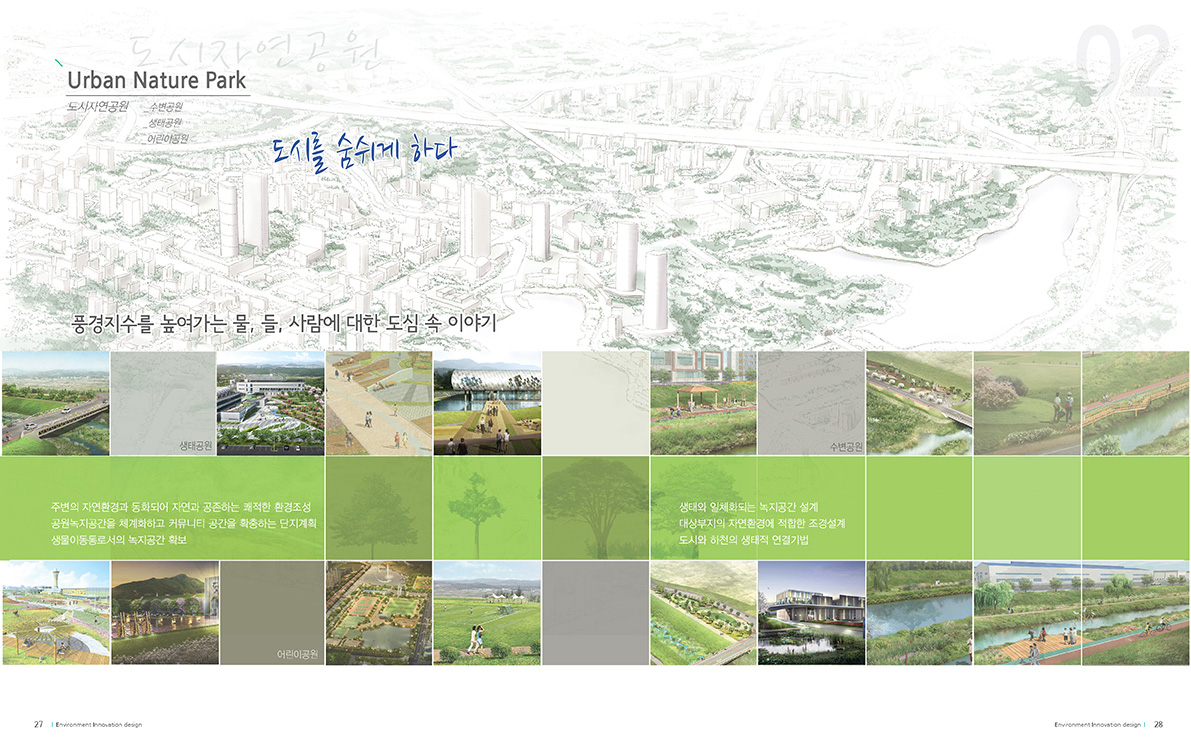 도시자연공원
02
Urban Nature Park
도시자연공원 수변공원
생태공원
어린이공원
도시를 숨쉬게 하다
풍경지수를 높여가는 물, 들, 사람에 대한 도심 속 이야기
생태공원
수변공원
주변의 자연환경과 동화되어 자연과 공존하는 쾌적한 환경조성
공원녹지공간을 체계화하고 커뮤니티 공간을 확충하는 단지계획
생물이동통로서의 녹지공간 확보
생태와 일체화되는 녹지공간 설계
대상부지의 자연환경에 적합한 조경설계
도시와 하천의 생태적 연결기법
어린이공원
27 | Environment Innovation design
Environment Innovation design | 28